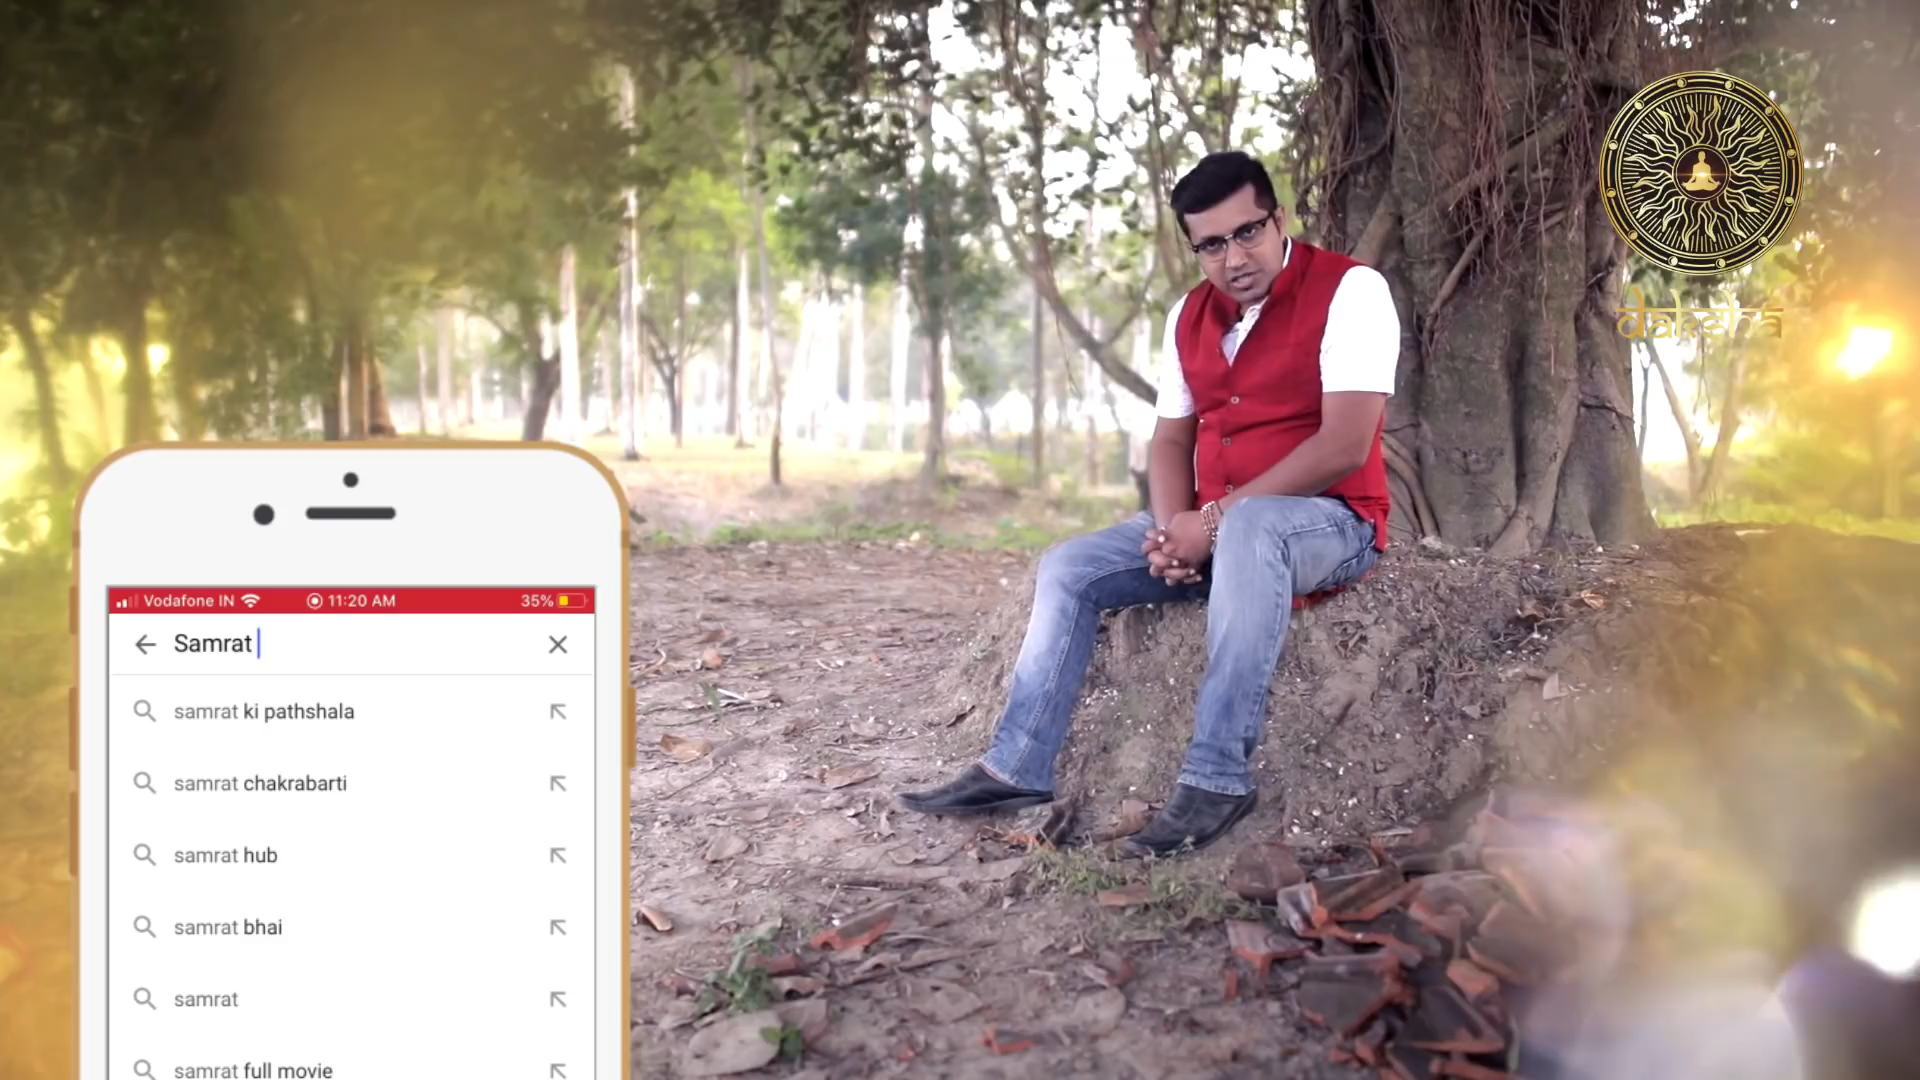 Vodafone IN 11:20 AM 35%
Samrat
samrat ki pathshala
samrat chakrabarti
samrat hub
samrat bhai
samrat
samrat full movie
daksha